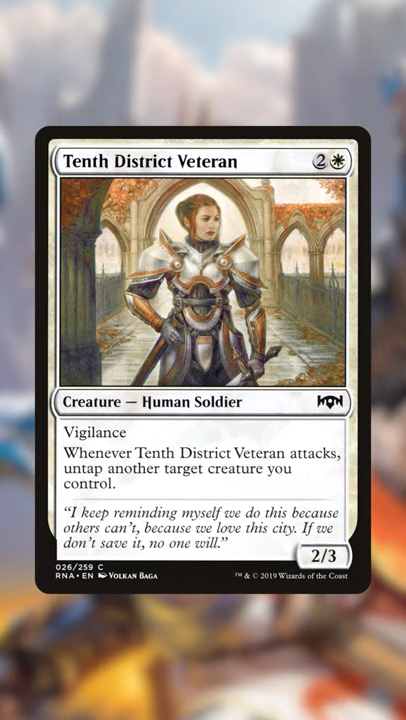 Tenth District Veteran 2
Creature — Human Soldier
Vigilance
Whenever Tenth District Veteran attacks,
untap another target creature you
control.
“I keep reminding myself we do this because
others can’t, because we love this city. If we
don’t save it, no one will.”
2/3
026/259 C
RNA • EN Volkan Baga
™ & © 2019 Wizards of the Coast